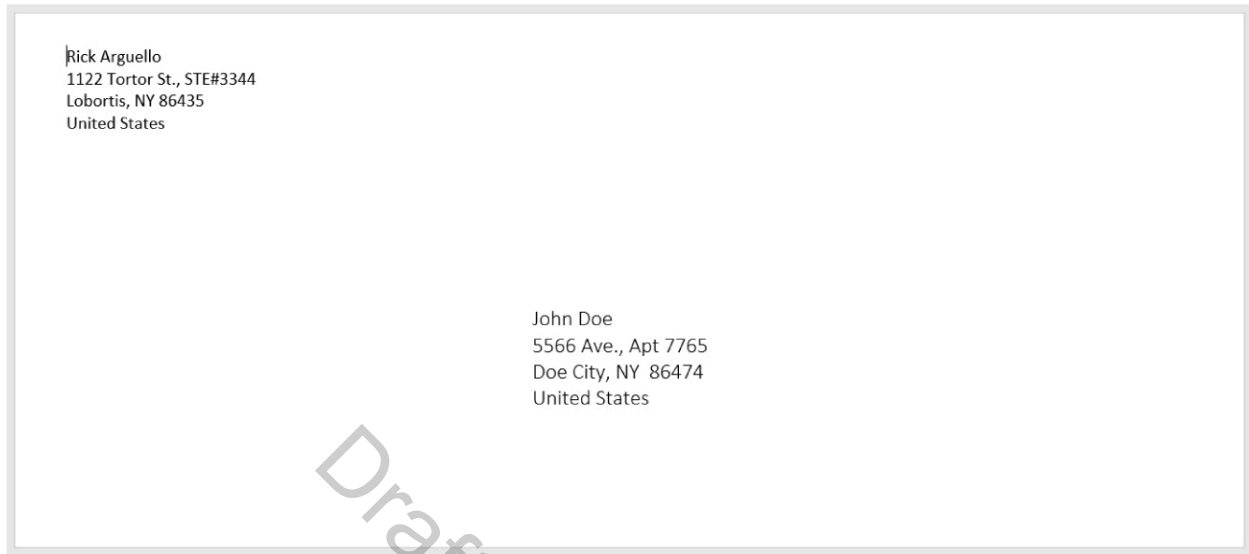 Rick Arguello
1122 Tortor St., STE#3344
Lobortis, NY 86435
United States
John Doe
5566 Ave., Apt 7765
Doe City, NY  86474
United States